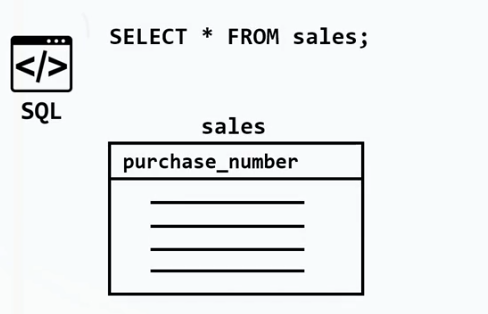 SELECT * FROM sales;
</>
SQL
sales
purchase_number